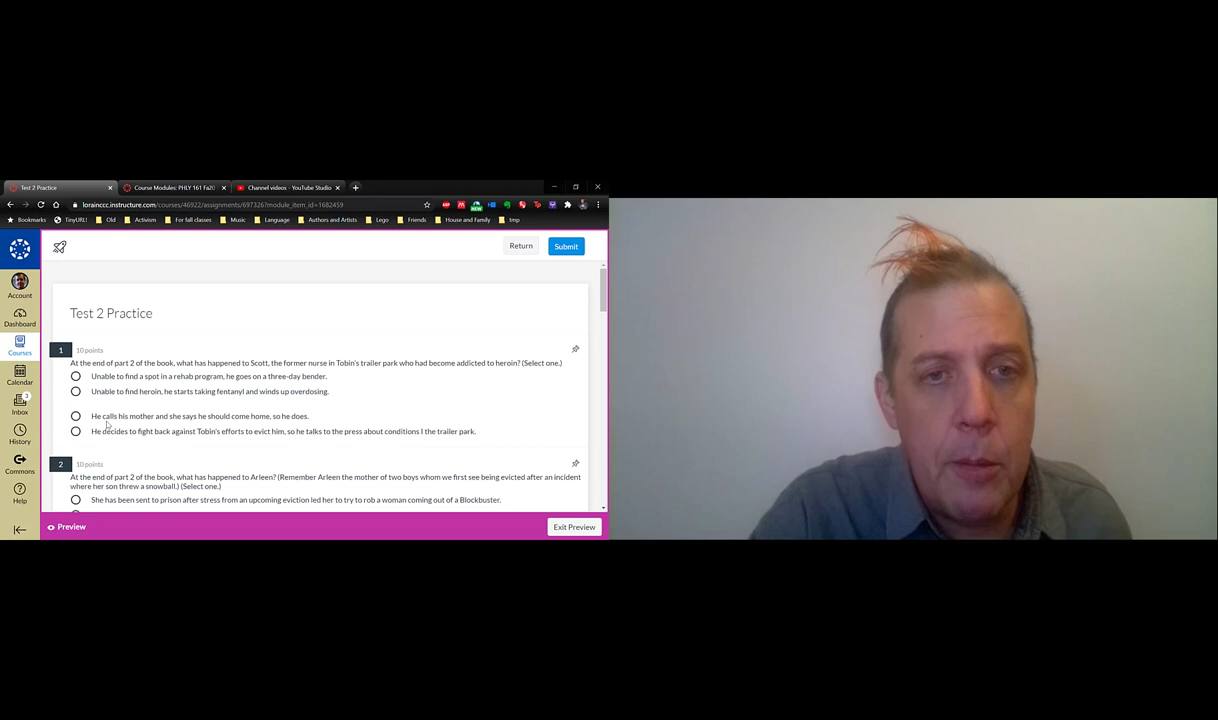 Test 2 Practice
Course Modules: PHLY 161 Fa20
Channel videos - YouTube Studio
lorainccc.instructure.com/courses/46922/assignments/697326?module_item_id=1682459
Bookmarks TinyURL! Old Activism For fall classes Music Language Authors and Artists Lego Friends House and Family tmp
NEW
Return
Submit
Account
Dashboard
Courses
Calendar
3
Inbox
History
Commons
Help
Test 2 Practice
1
10 points
At the end of part 2 of the book, what has happened to Scott, the former nurse in Tobin's trailer park who had become addicted to heroin? (Select one.)
Unable to find a spot in a rehab program, he goes on a three-day bender.
Unable to find heroin, he starts taking fentanyl and winds up overdosing.
He calls his mother and she says he should come home, so he does.
He decides to fight back against Tobin's efforts to evict him, so he talks to the press about conditions I the trailer park.
2
10 points
At the end of part 2 of the book, what has happened to Arleen? (Remember Arleen the mother of two boys whom we first see being evicted after an incident
where her son threw a snowball.) (Select one.)
She has been sent to prison after stress from an upcoming eviction led her to try to rob a woman coming out of a Blockbuster.
Preview
Exit Preview